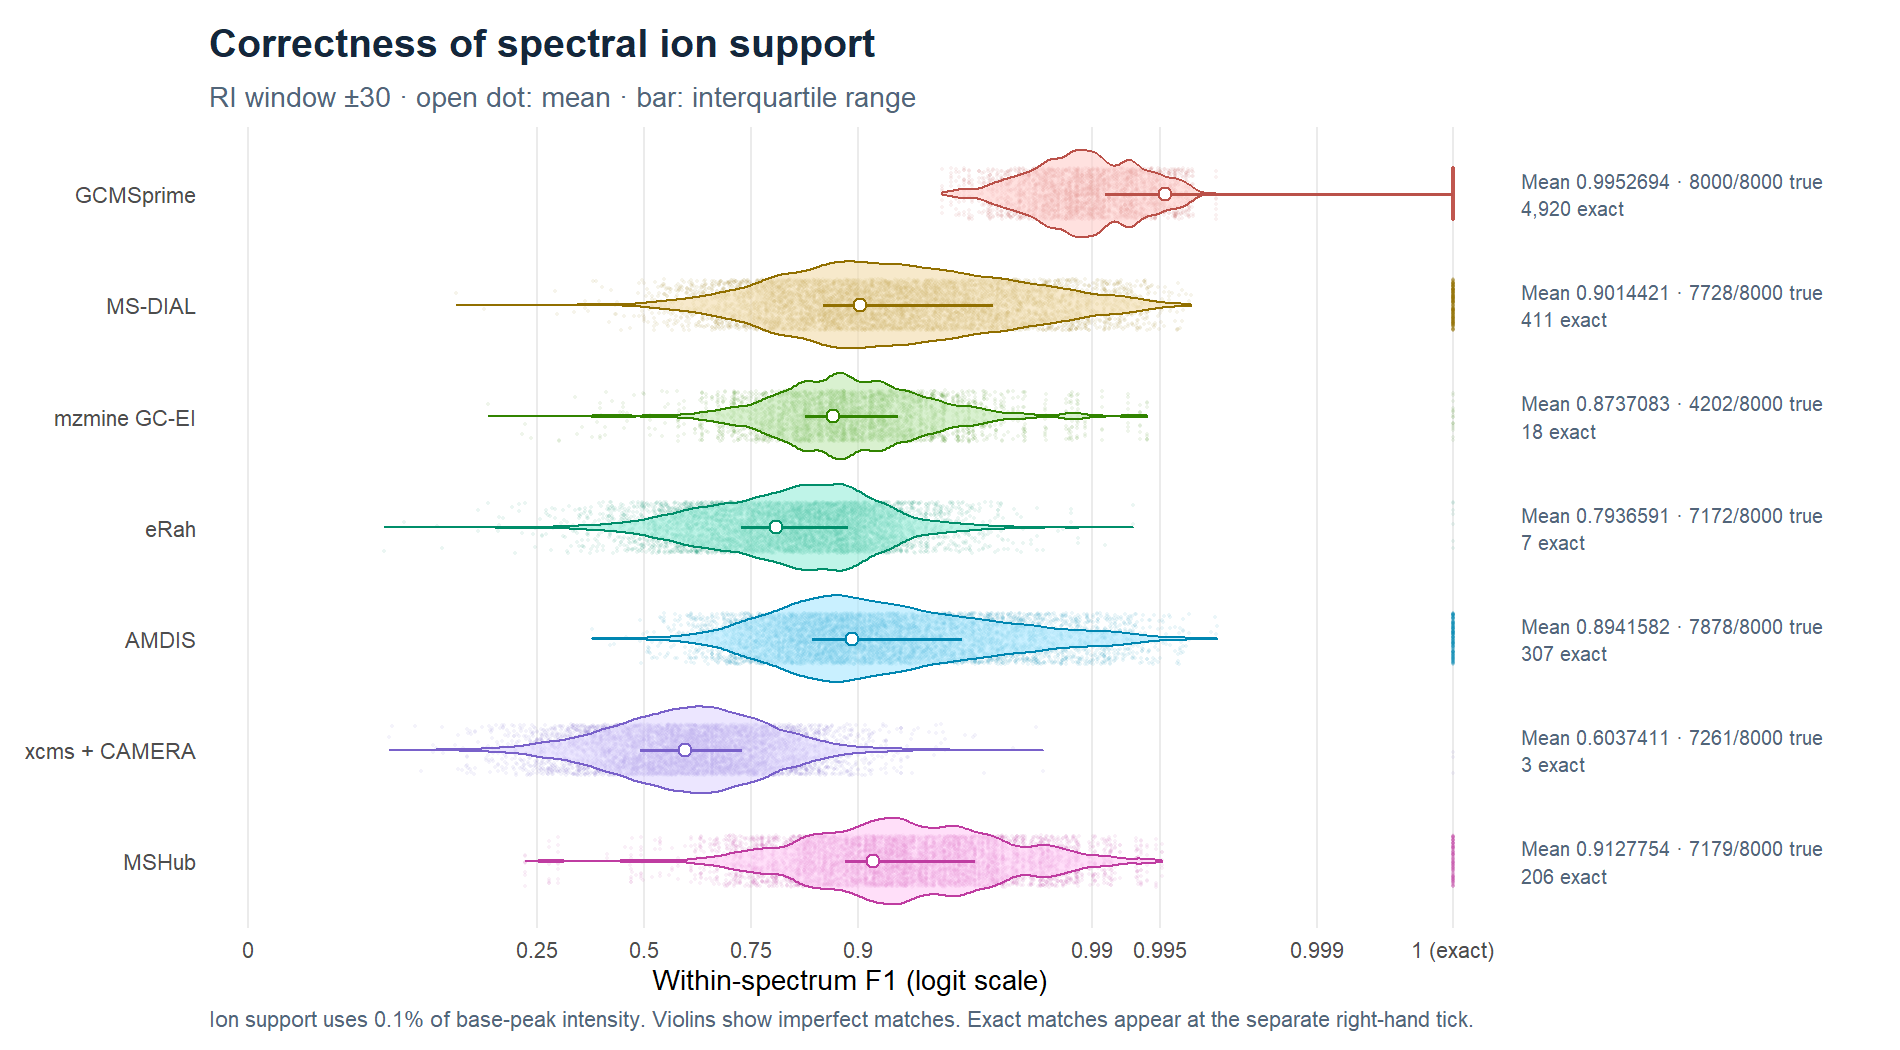 Correctness of spectral ion support
RI window ±30 · open dot: mean · bar: interquartile range
GCMSprime
Mean 0.9952694 · 8000/8000 true
4,920 exact
MS-DIAL
Mean 0.9014421 · 7728/8000 true
411 exact
mzmine GC-EI
Mean 0.8737083 · 4202/8000 true
18 exact
eRah
Mean 0.7936591 · 7172/8000 true
7 exact
AMDIS
Mean 0.8941582 · 7878/8000 true
307 exact
xcms + CAMERA
Mean 0.6037411 · 7261/8000 true
3 exact
MSHub
Mean 0.9127754 · 7179/8000 true
206 exact
0 0.25 0.5 0.75 0.9 0.99 0.995 0.999 1 (exact)
Within-spectrum F1 (logit scale)
Ion support uses 0.1% of base-peak intensity. Violins show imperfect matches. Exact matches appear at the separate right-hand tick.